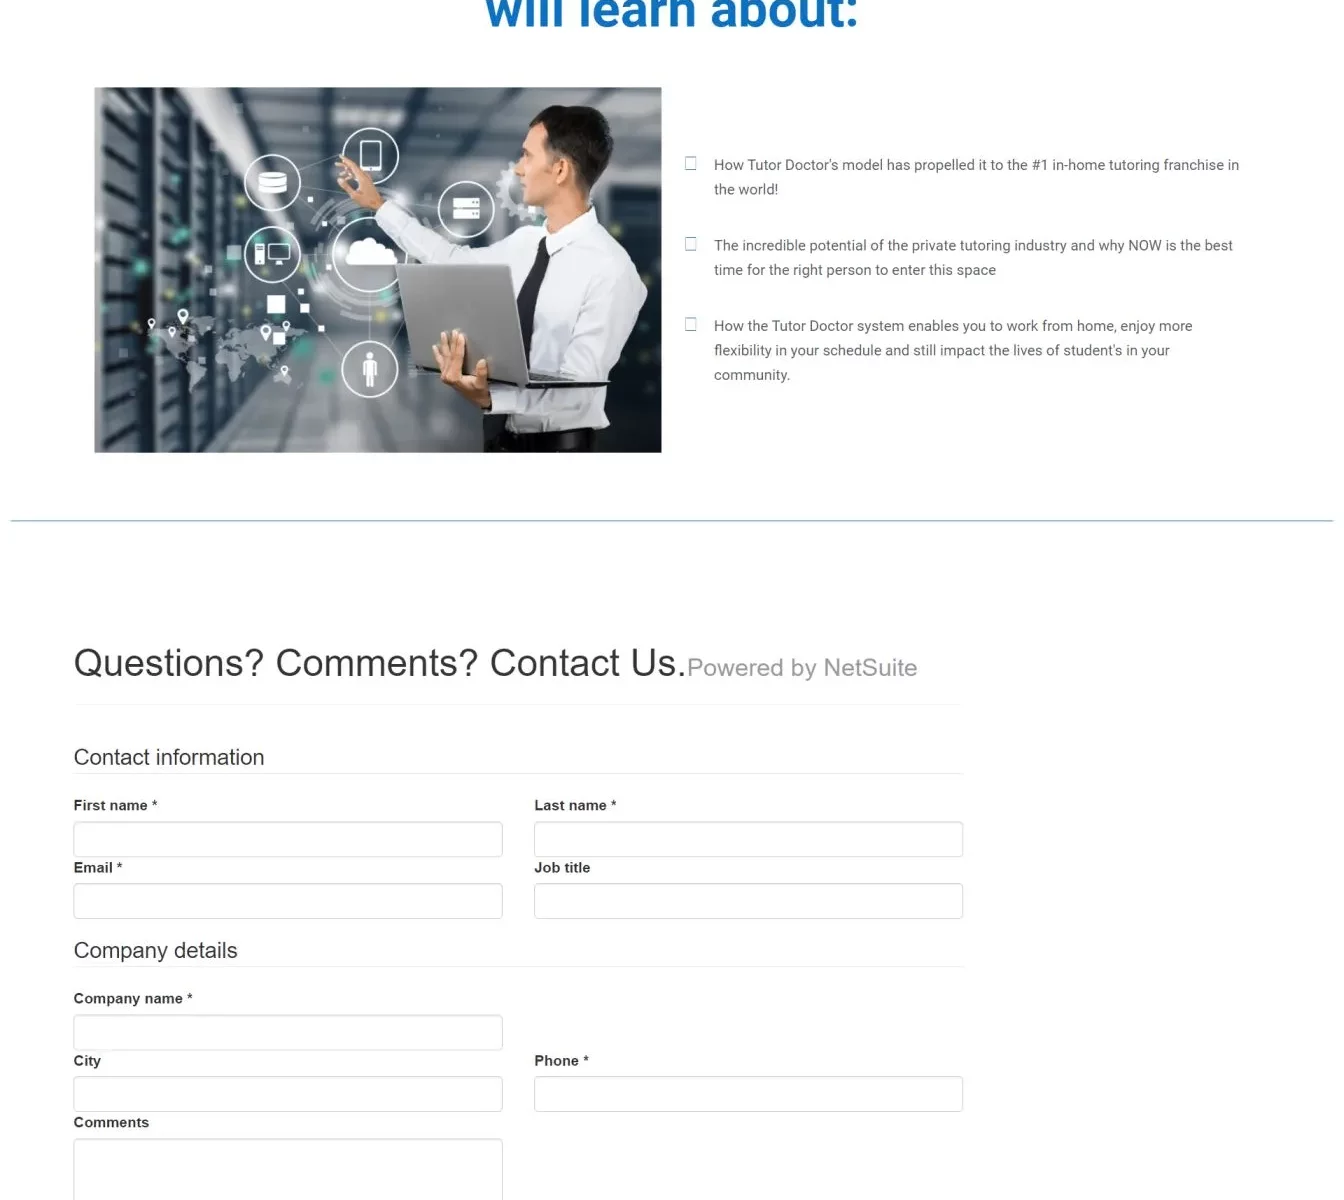 will learn about:
How Tutor Doctor's model has propelled it to the #1 in-home tutoring franchise in
the world!
The incredible potential of the private tutoring industry and why NOW is the best
time for the right person to enter this space
How the Tutor Doctor system enables you to work from home, enjoy more
flexibility in your schedule and still impact the lives of student's in your
community.
Questions? Comments? Contact Us.Powered by NetSuite
Contact information
First name * Last name *
Email * Job title
Company details
Company name *
City Phone *
Comments